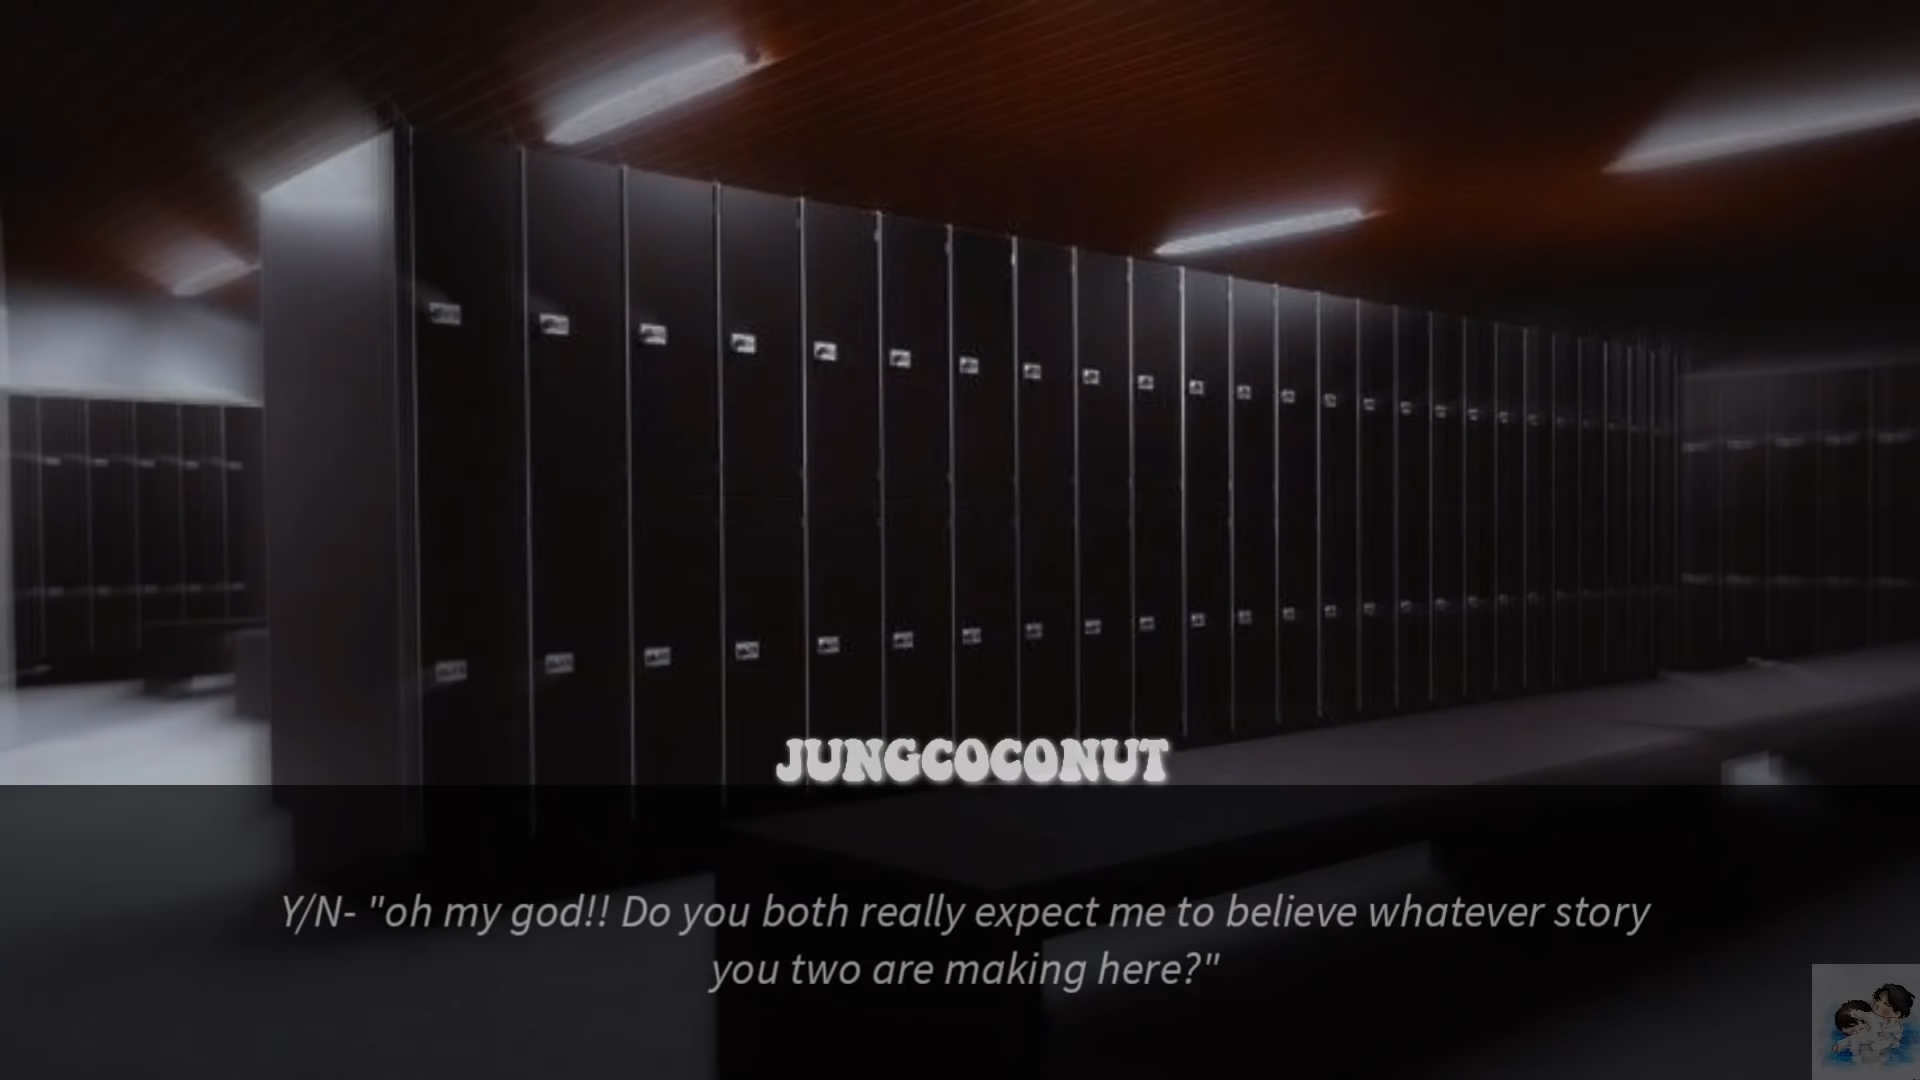 JUNGCOCONUT
Y/N- "oh my god!! Do you both really expect me to believe whatever story
you two are making here?"